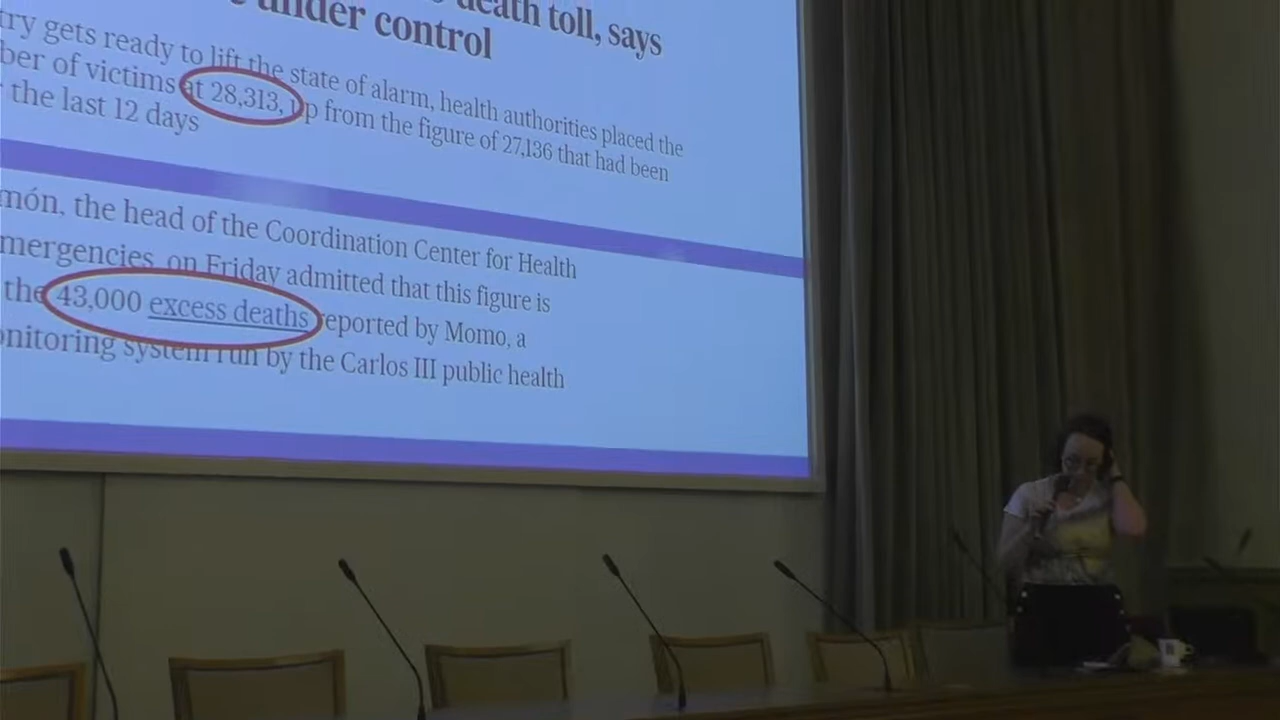 death toll, says
under control
try gets ready to lift the state of alarm, health authorities placed the
ber of victims at 28,313, up from the figure of 27,136 that had been
the last 12 days
món, the head of the Coordination Center for Health
mergencies, on Friday admitted that this figure is
the 43,000 excess deaths reported by Momo, a
onitoring system run by the Carlos III public health